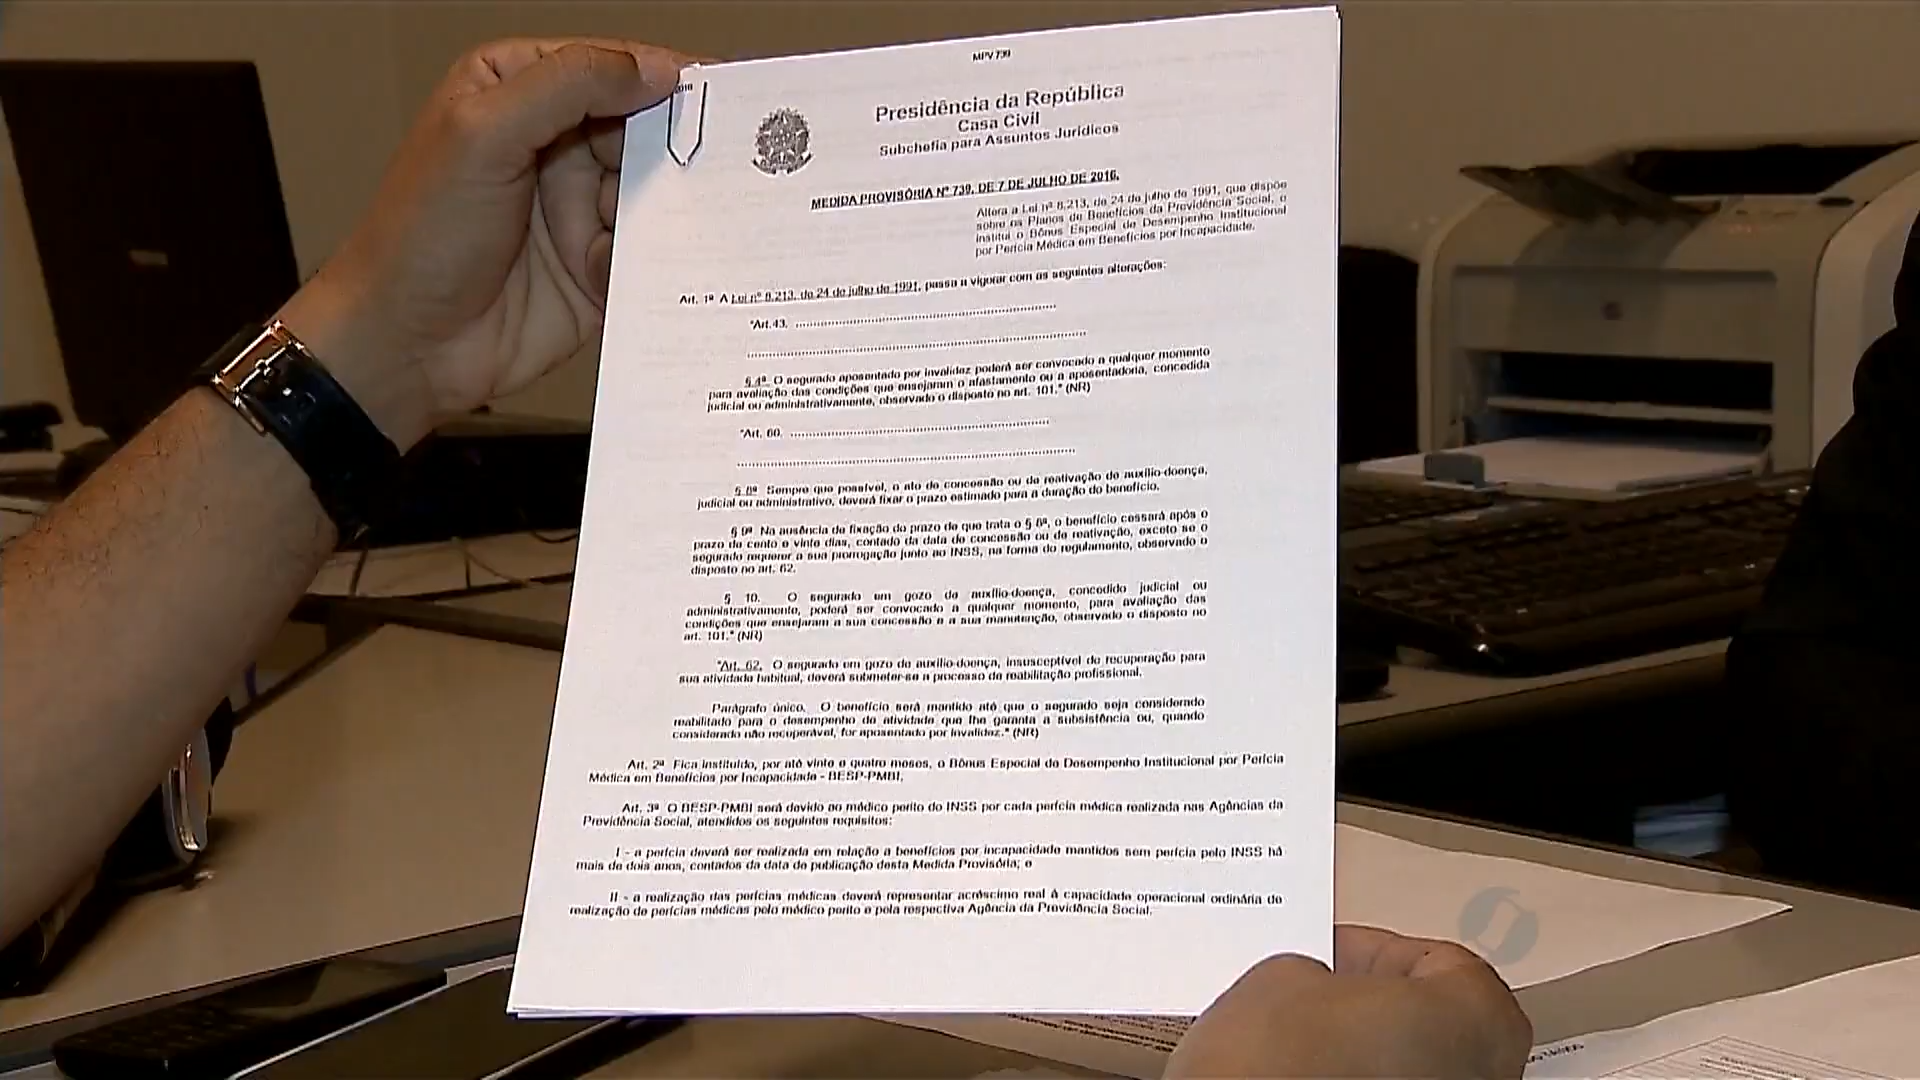 MPV 739
2016
Presidência da República
Casa Civil
Subchefia para Assuntos Jurídicos
MEDIDA PROVISÓRIA Nº 739, DE 7 DE JULHO DE 2016.
Altera a Lei nº 8.213, de 24 de julho de 1991, que dispõe
sobre os Planos de Benefícios da Previdência Social, e
institui o Bônus Especial de Desempenho Institucional
por Perícia Médica em Benefícios por Incapacidade.
Art. 1º A Lei nº 8.213, de 24 de julho de 1991, passa a vigorar com as seguintes alterações:
"Art.43. ....................................................................
..........................................................................................
§ 4º O segurado aposentado por invalidez poderá ser convocado a qualquer momento
para avaliação das condições que ensejaram o afastamento ou a aposentadoria, concedida
judicial ou administrativamente, observado o disposto no art. 101." (NR)
"Art. 60. ....................................................................
..........................................................................................
§ 8º Sempre que possível, o ato de concessão ou de reativação de auxílio-doença,
judicial ou administrativo, deverá fixar o prazo estimado para a duração do benefício.
§ 9º Na ausência de fixação do prazo de que trata o § 8º, o benefício cessará após o
prazo de cento e vinte dias, contado da data de concessão ou de reativação, exceto se o
segurado requerer a sua prorrogação junto ao INSS, na forma do regulamento, observado o
disposto no art. 62.
§ 10. O segurado em gozo de auxílio-doença, concedido judicial ou
administrativamente, poderá ser convocado a qualquer momento, para avaliação das
condições que ensejaram a sua concessão e a sua manutenção, observado o disposto no
art. 101." (NR)
"Art. 62. O segurado em gozo de auxílio-doença, insusceptível de recuperação para
sua atividade habitual, deverá submeter-se a processo de reabilitação profissional.
Parágrafo único. O benefício será mantido até que o segurado seja considerado
reabilitado para o desempenho de atividade que lhe garanta a subsistência ou, quando
considerado não recuperável, for aposentado por invalidez." (NR)
Art. 2º Fica instituído, por até vinte e quatro meses, o Bônus Especial de Desempenho Institucional por Perícia
Médica em Benefícios por Incapacidade - BESP-PMBI.
Art. 3º O BESP-PMBI será devido ao médico perito do INSS por cada perícia médica realizada nas Agências da
Previdência Social, atendidos os seguintes requisitos:
I - a perícia deverá ser realizada em relação a benefícios por incapacidade mantidos sem perícia pelo INSS há
mais de dois anos, contados da data de publicação desta Medida Provisória; e
II - a realização das perícias médicas deverá representar acréscimo real à capacidade operacional ordinária de
realização de perícias médicas pelo médico perito e pela respectiva Agência da Previdência Social.